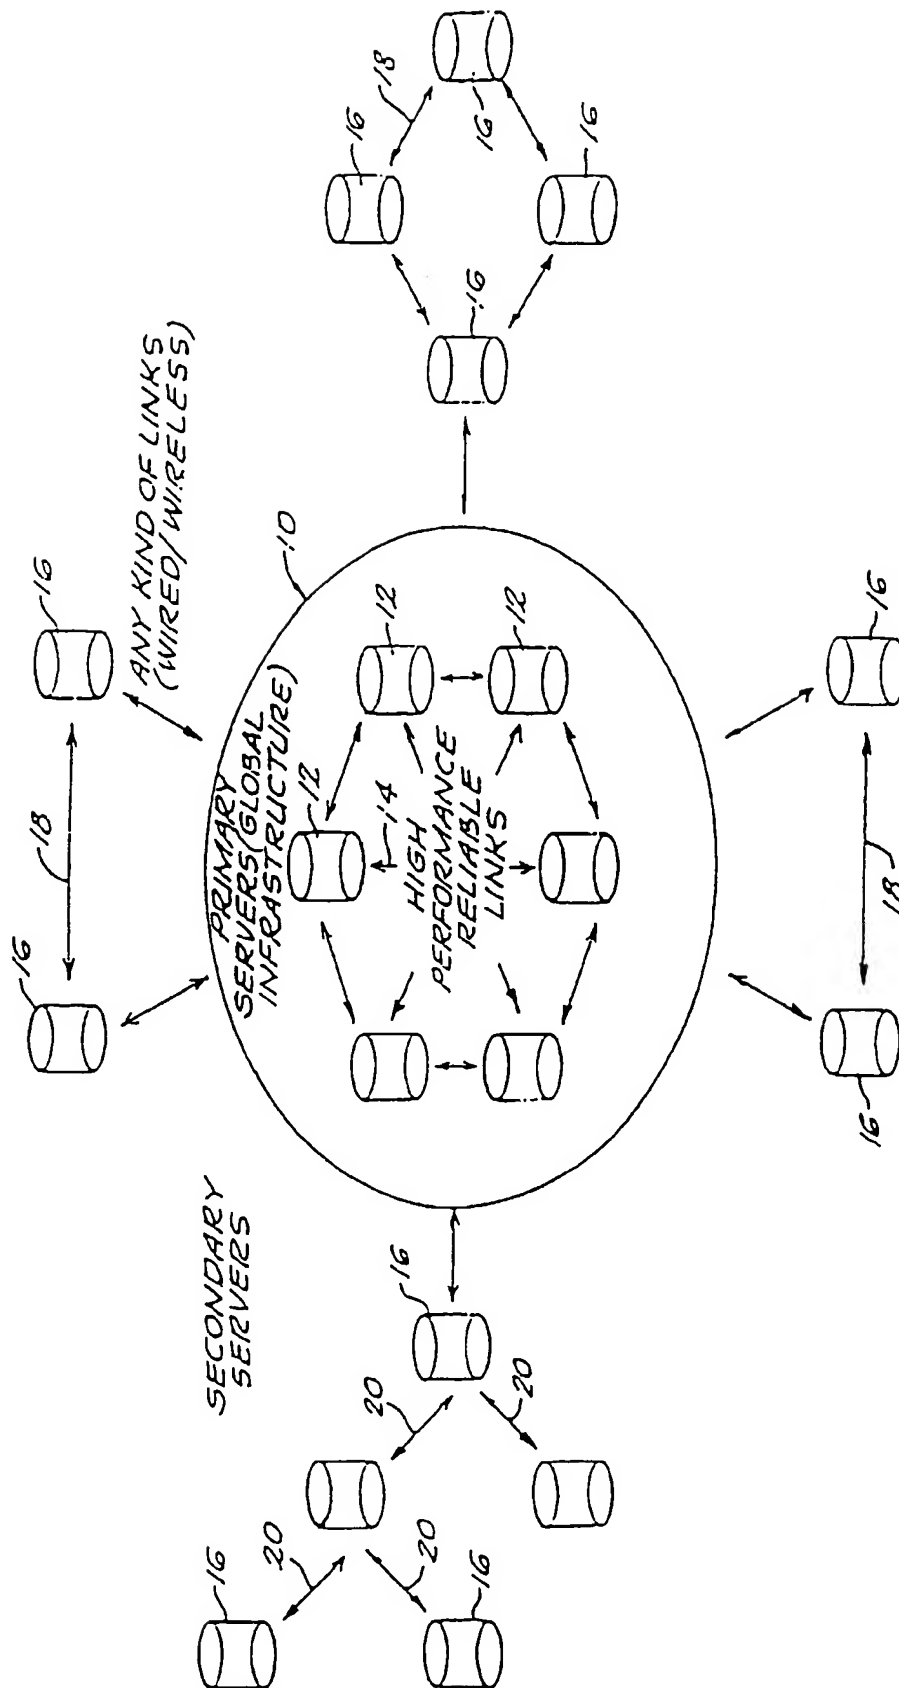 16
18
16
ANY KIND OF LINKS
(WIRED/WIRELESS)
SECONDARY
SERVERS
10
PRIMARY
SERVERS(GLOBAL
INFRASTRUCTURE)
12
12
12
14
HIGH
PERFORMANCE
RELIABLE
LINKS
16
20
16
20
20
20
16
16
18
16
16
16
16
18
16